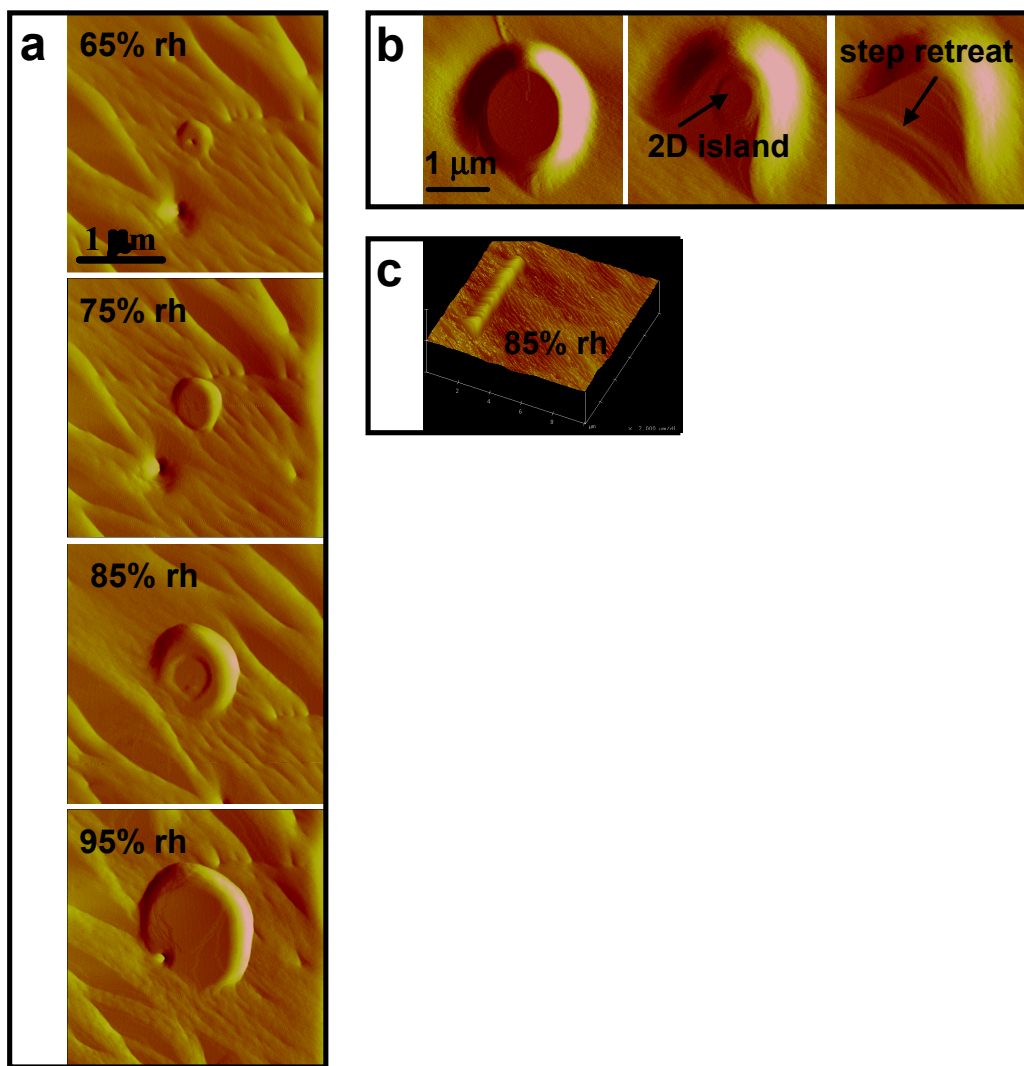 a
65% rh
1 μm
75% rh
85% rh
95% rh
b
1 μm
2D island
step retreat
c
85% rh
2
4
6
8
μm